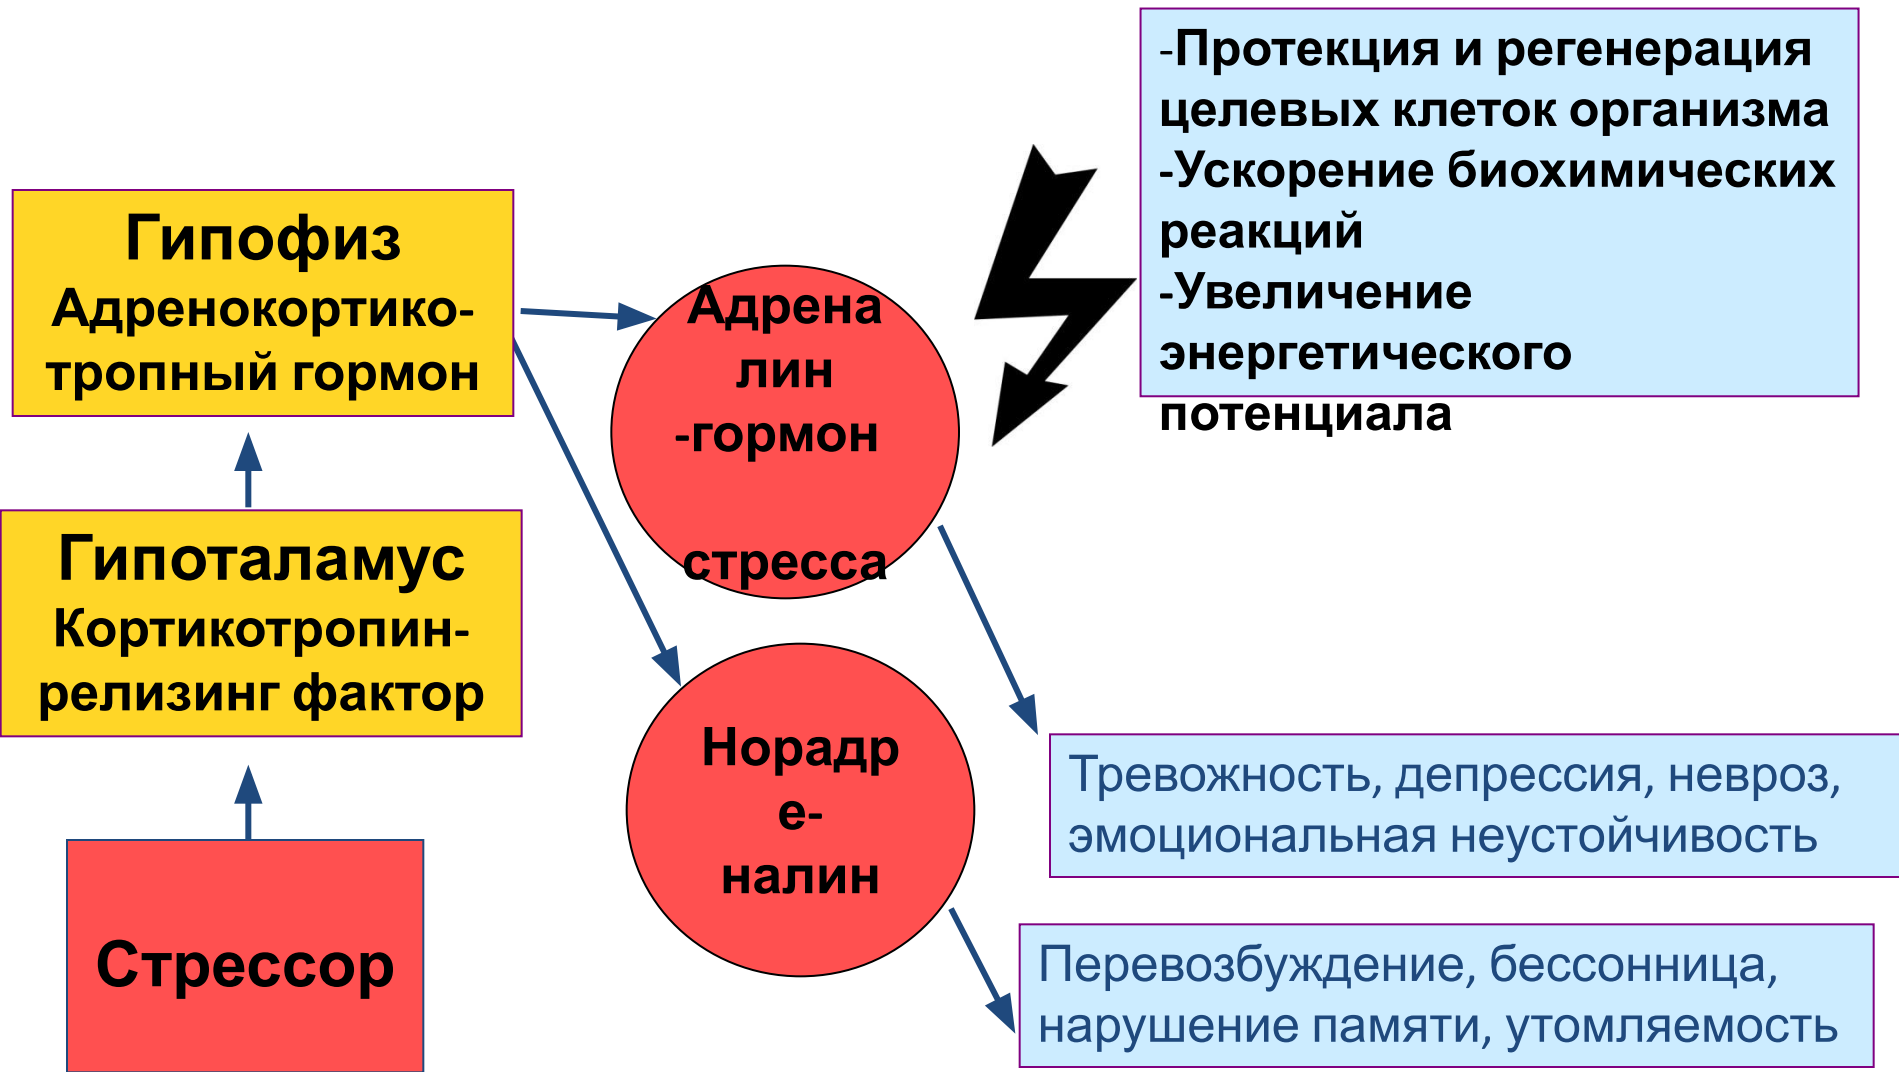 -Протекция и регенерация
целевых клеток организма
-Ускорение биохимических
реакций
-Увеличение
энергетического
потенциала
Гипофиз
Адренокортико-
тропный гормон
Адрена
лин
-гормон
стресса
Гипоталамус
Кортикотропин-
релизинг фактор
Норадр
е-
налин
Тревожность, депрессия, невроз,
эмоциональная неустойчивость
Стрессор
Перевозбуждение, бессонница,
нарушение памяти, утомляемость